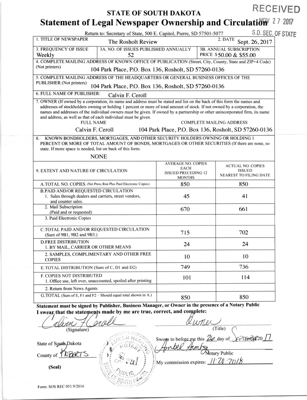 RECEIVED
NOV 27 2017
S.D. SEC. OF STATE
STATE OF SOUTH DAKOTA
Statement of Legal Newspaper Ownership and Circulation
Return to: Secretary of State, 500 E. Capitol, Pierre, SD 57501-5077
1. TITLE OF NEWSPAPER
The Rosholt Review
2. DATE
Sept. 26, 2017
3. FREQUENCY OF ISSUE
Weekly
3A. NO. OF ISSUES PUBLISHED ANNUALLY
52
3B. ANNUAL SUBSCRIPTION
PRICE $50.00 & $55.00
4. COMPLETE MAILING ADDRESS OF KNOWN OFFICE OF PUBLICATION (Street, City, County, State and ZIP+4 Code)
(Not printers)
104 Park Place, P.O. Box 136, Rosholt, SD 57260-0136
5. COMPLETE MAILING ADDRESS OF THE HEADQUARTERS OR GENERAL BUSINESS OFFICES OF THE
PUBLISHER (Not printers)
104 Park Place, P.O. Box 136, Rosholt, SD 57260-0136
6. FULL NAME OF PUBLISHER
Calvin F. Ceroll
7. OWNER (If owned by a corporation, its name and address must be stated and list on the back of this form the names and
addresses of stockholders owning or holding 1 percent or more of total amount of stock. If not owned by a corporation, the
names and addresses of the individual owners must be given. If owned by a partnership or other unincorporated firm, its name
and address, as well as that of each individual must be given.
FULL NAME
COMPLETE MAILING ADDRESS
Calvin F. Ceroll
104 Park Place, P.O. Box 136, Rosholt, SD 57260-0136
8. KNOWN BONDHOLDERS, MORTGAGES, AND OTHER SECURITY HOLDERS OWNING OR HOLDING 1
PERCENT OR MORE OF TOTAL AMOUNT OF BONDS, MORTGAGES OR OTHER SECURITIES (If there are none, so
state. If more space is needed, list on back of this form.
NONE
9. EXTENT AND NATURE OF CIRCULATION
AVERAGE NO. COPIES
EACH
ISSUED PRECEDING 12
MONTHS
ACTUAL NO. COPIES
ISSUED
NEAREST TO FILING DATE
A. TOTAL NO. COPIES (Net Press Run Plus Paid Electronic Copies)
850
850
B. PAID AND/OR REQUESTED CIRCULATION
1. Sales through dealers and carriers, street vendors,
and counter sales.
45
41
2. Mail Subscription
(Paid and or requested)
670
661
3. Paid Electronic Copies
C. TOTAL PAID AND/OR REQUESTED CIRCULATION
(Sum of 9B1, 9B2 and 9B3.)
715
702
D. FREE DISTRIBUTION
1. BY MAIL, CARRIER OR OTHER MEANS
24
24
2. SAMPLES, COMPLIMENTARY AND OTHER FREE
COPIES
10
10
E. TOTAL DISTRIBUTION (Sum of C, D1 and D2)
749
736
F. COPIES NOT DISTRIBUTED
1. Office use, left over, unaccounted, spoiled after printing
101
114
2. Return from News Agents
G. TOTAL (Sum of E, F1 and F2 - Should equal total shown in A.)
850
850
Statement must be signed by Publisher, Business Manager, or Owner in the presence of a Notary Public
I swear that the statements made by me are true, correct, and complete:
Calvin F Ceroll
(Signature)
Owner
(Title)
State of South Dakota
County of Roberts
(Seal)
Sworn to before me this
Notary Public
My commission expires: